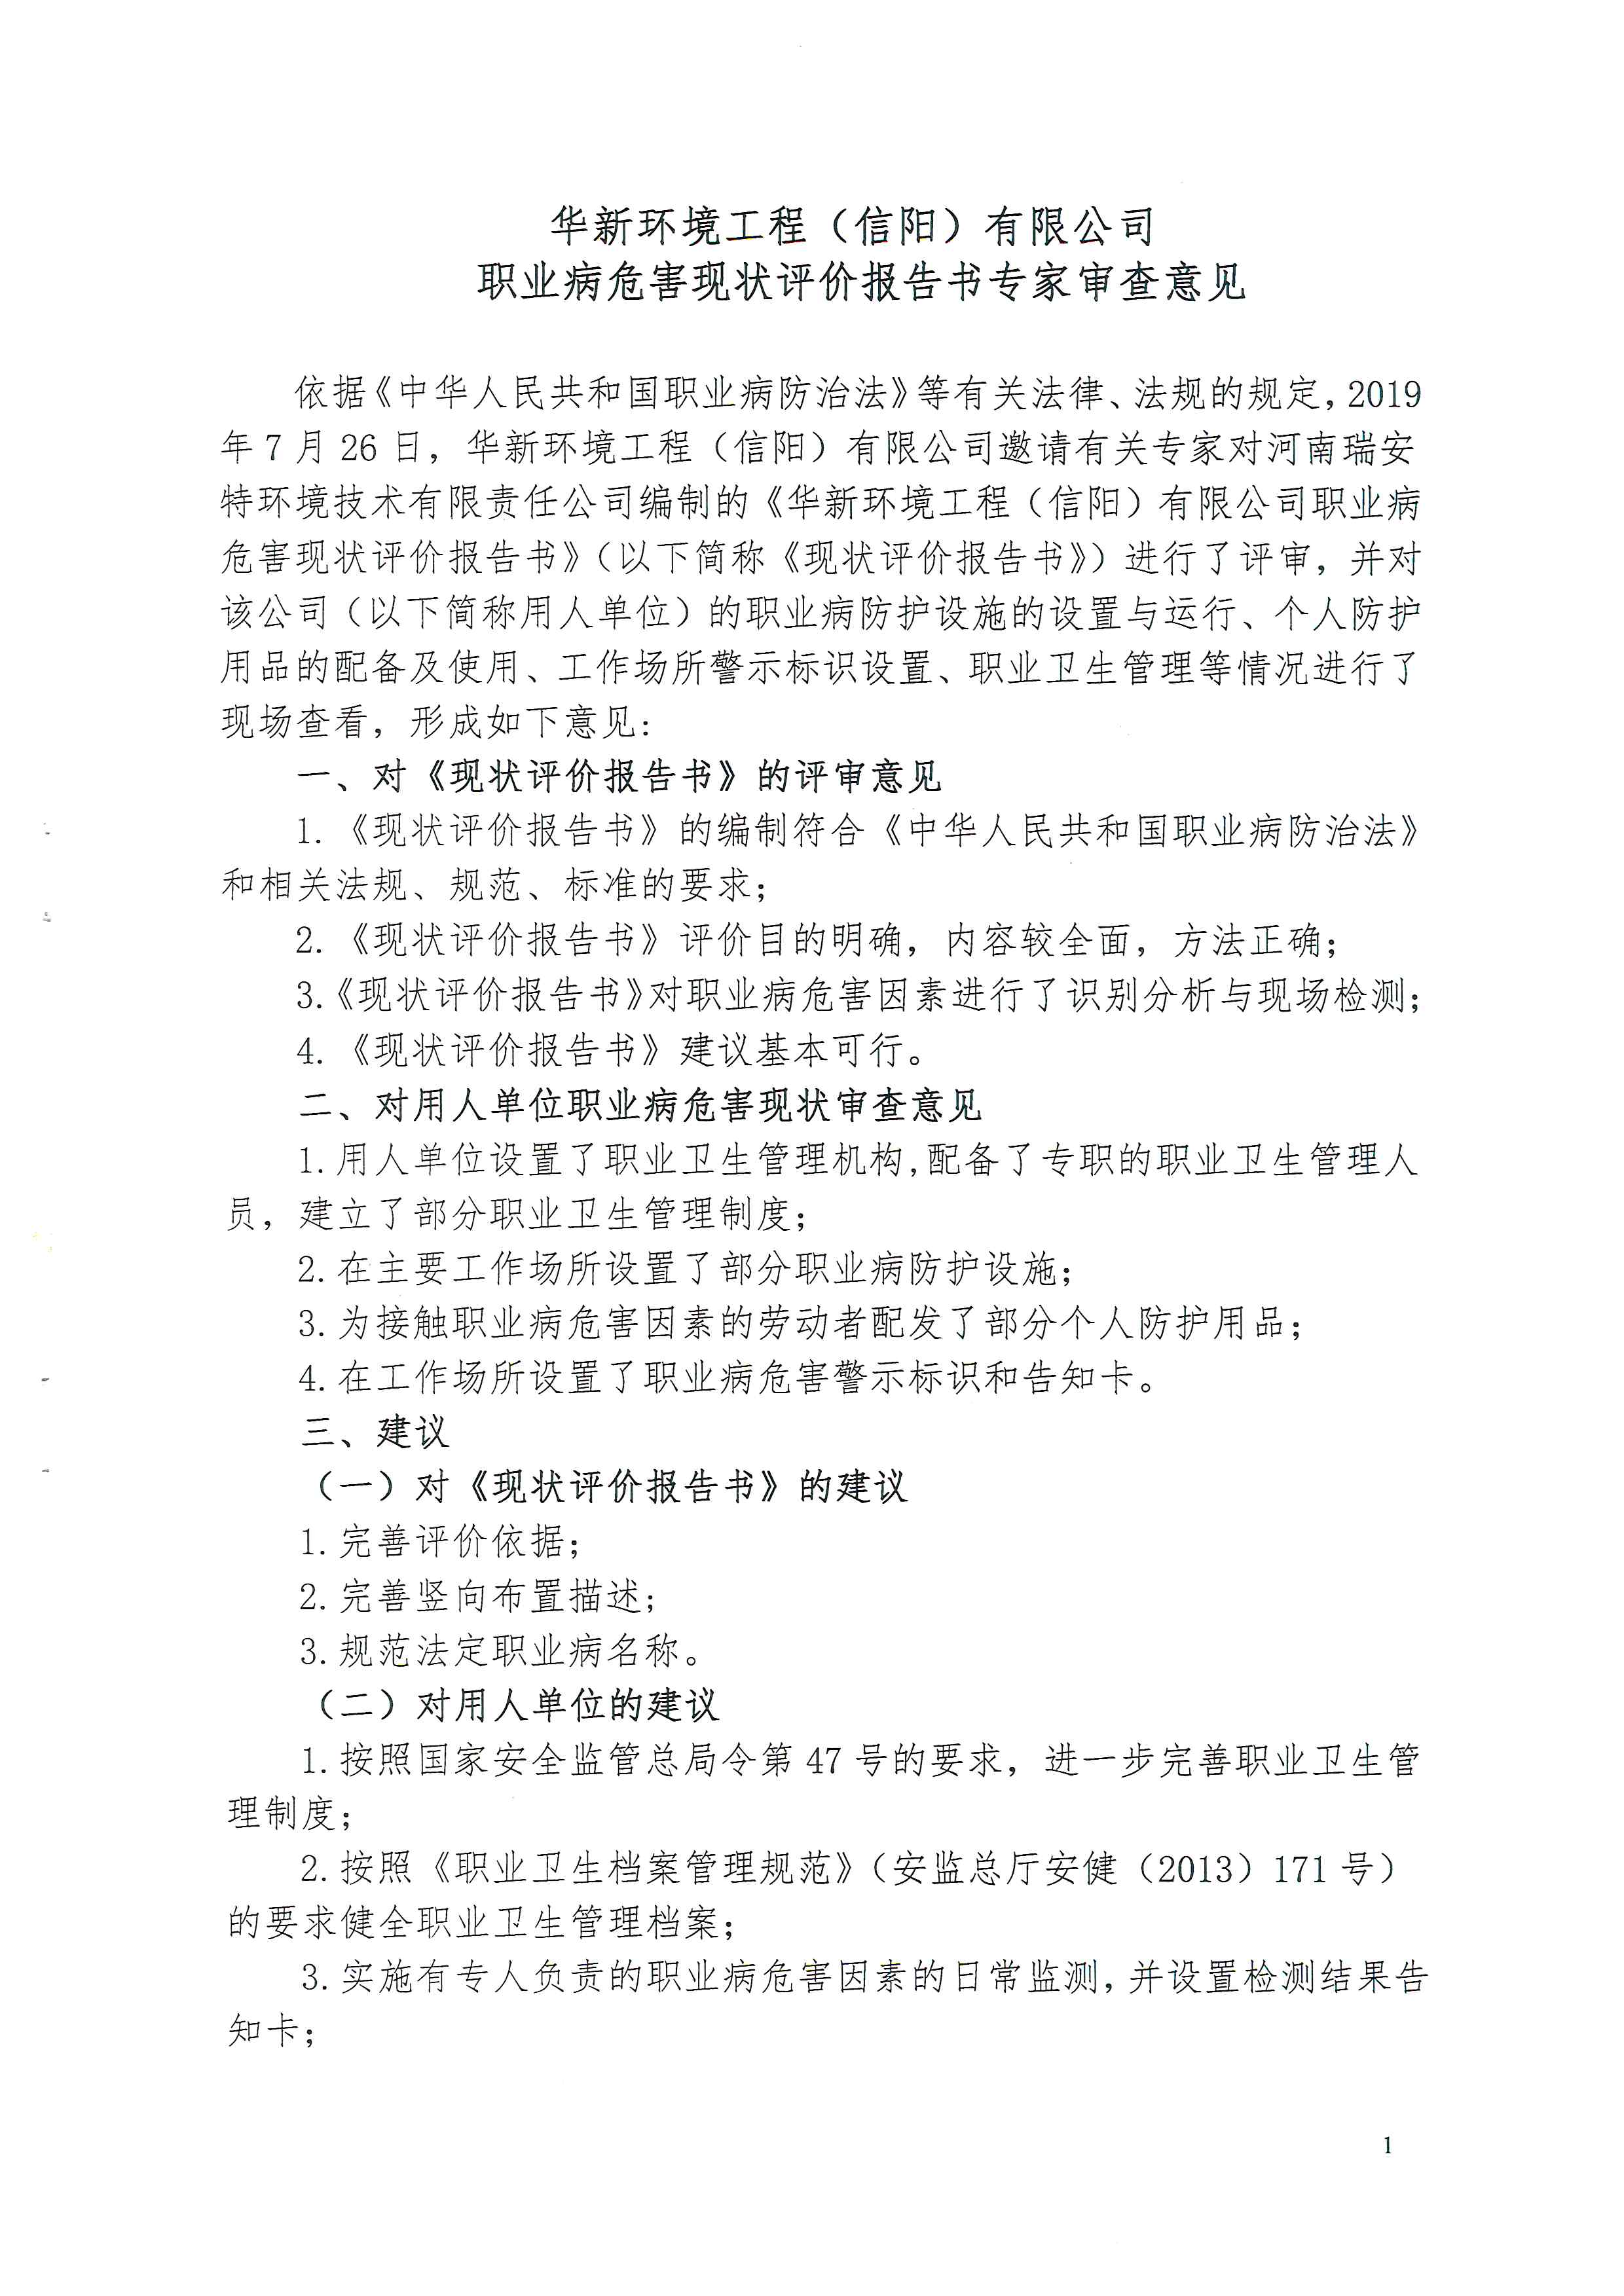 华新环境工程（信阳）有限公司
职业病危害现状评价报告书专家审查意见
依据《中华人民共和国职业病防治法》等有关法律、法规的规定，2019
年 7 月 26 日，华新环境工程（信阳）有限公司邀请有关专家对河南瑞安
特环境技术有限责任公司编制的《华新环境工程（信阳）有限公司职业病
危害现状评价报告书》（以下简称《现状评价报告书》）进行了评审，并对
该公司（以下简称用人单位）的职业病防护设施的设置与运行、个人防护
用品的配备及使用、工作场所警示标识设置、职业卫生管理等情况进行了
现场查看，形成如下意见：
一、对《现状评价报告书》的评审意见
1. 《现状评价报告书》的编制符合《中华人民共和国职业病防治法》
和相关法规、规范、标准的要求；
2. 《现状评价报告书》评价目的明确，内容较全面，方法正确；
3.《现状评价报告书》对职业病危害因素进行了识别分析与现场检测；
4. 《现状评价报告书》建议基本可行。
二、对用人单位职业病危害现状审查意见
1.用人单位设置了职业卫生管理机构,配备了专职的职业卫生管理人
员，建立了部分职业卫生管理制度；
2.在主要工作场所设置了部分职业病防护设施；
3.为接触职业病危害因素的劳动者配发了部分个人防护用品；
4.在工作场所设置了职业病危害警示标识和告知卡。
三、建议
（一）对《现状评价报告书》的建议
1.完善评价依据；
2.完善竖向布置描述；
3.规范法定职业病名称。
（二）对用人单位的建议
1.按照国家安全监管总局令第 47 号的要求，进一步完善职业卫生管
理制度；
2.按照《职业卫生档案管理规范》（安监总厅安健（2013）171 号）
的要求健全职业卫生管理档案；
3.实施有专人负责的职业病危害因素的日常监测，并设置检测结果告
知卡；
1